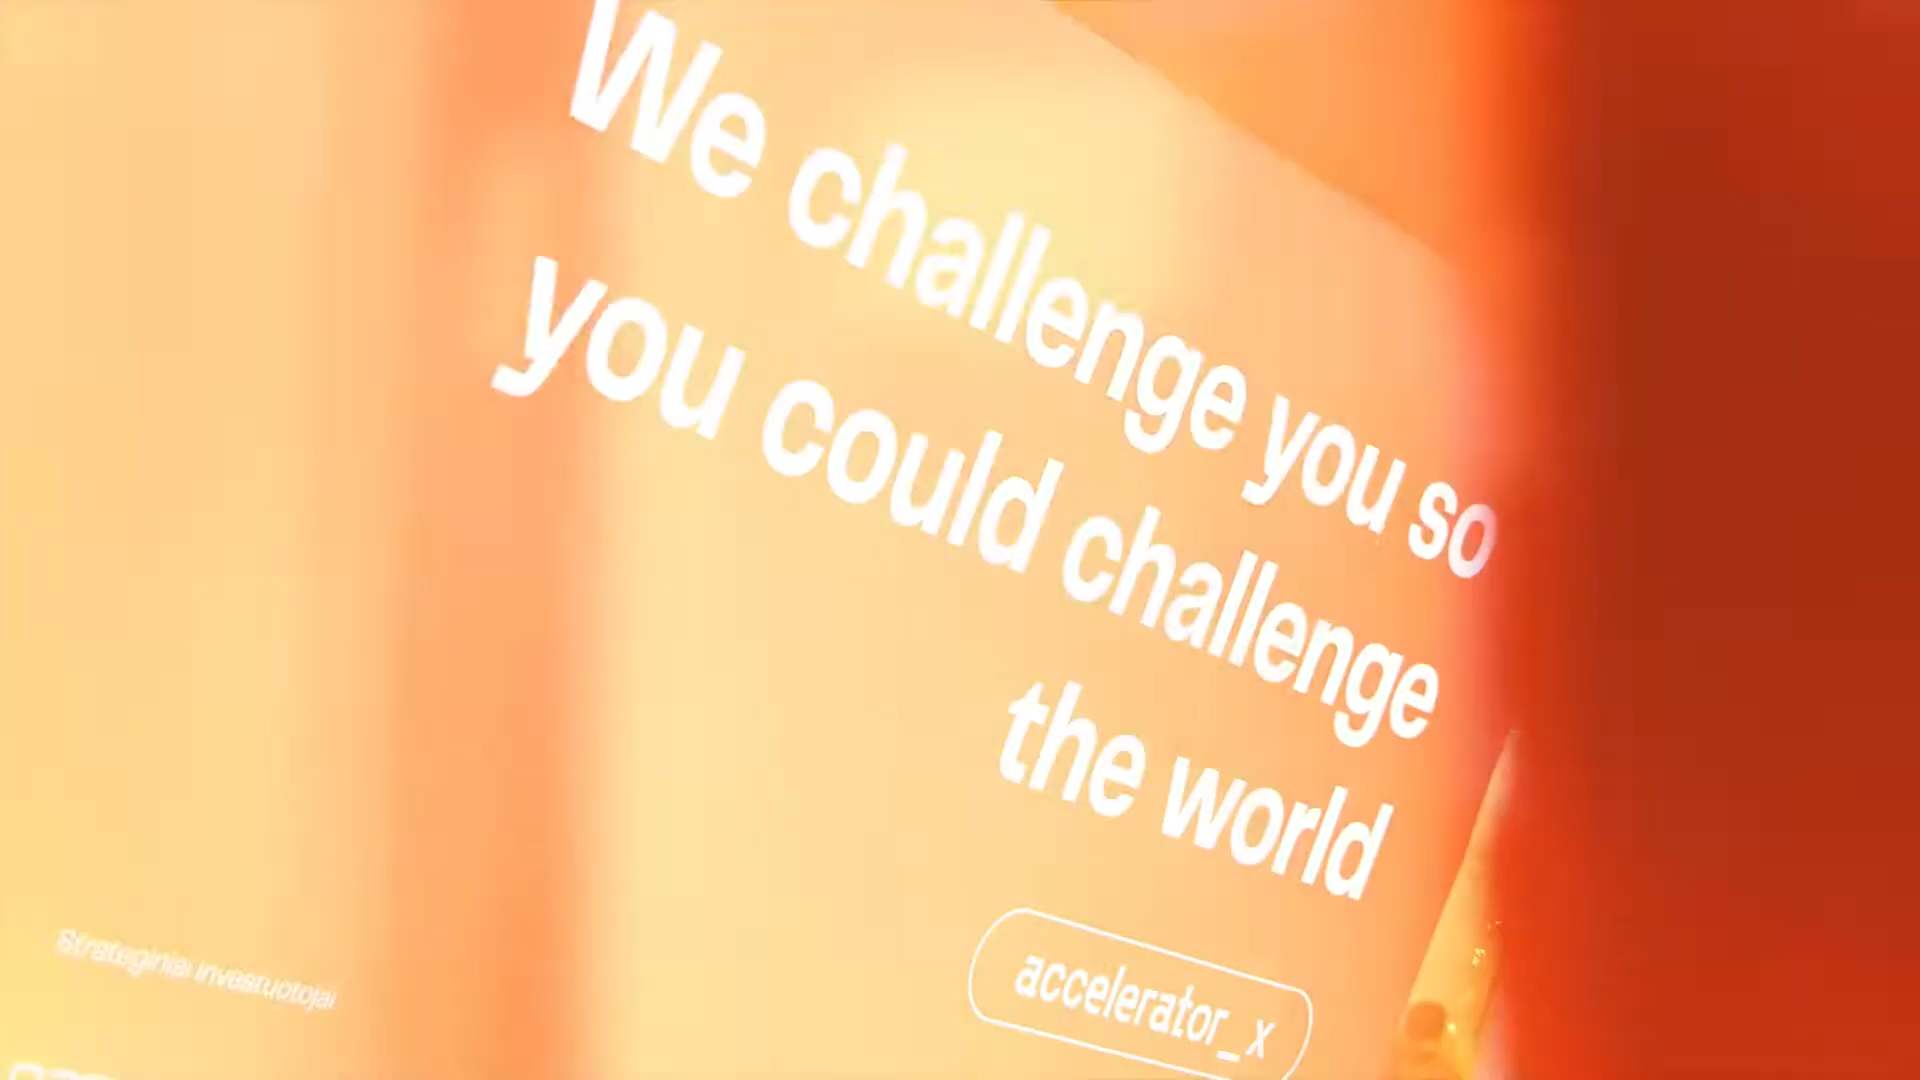 We challenge you so
you could challenge
the world
accelerator_x
Strateginiai investuotojai